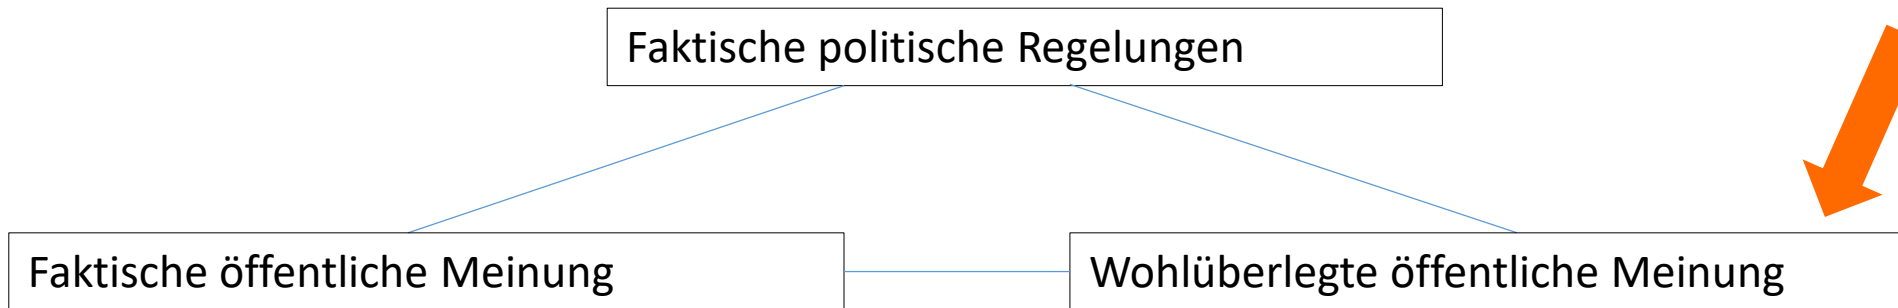 Faktische politische Regelungen
Faktische öffentliche Meinung
Wohlüberlegte öffentliche Meinung